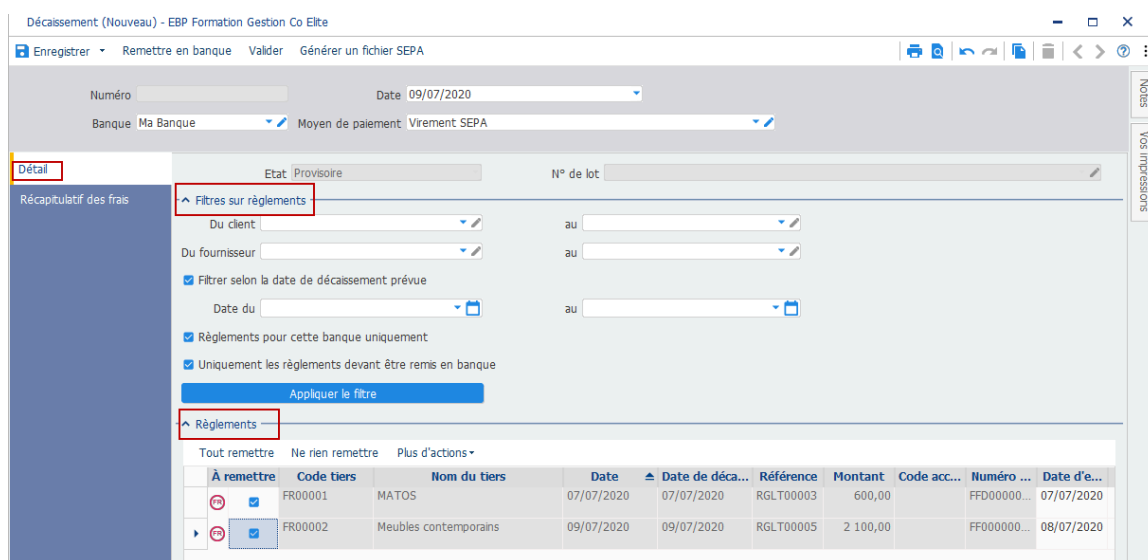 Décaissement (Nouveau) - EBP Formation Gestion Co Elite
Enregistrer Remettre en banque Valider Générer un fichier SEPA
Numéro Date 09/07/2020
Banque Ma Banque Moyen de paiement Virement SEPA
Notes
Vos impressions
Détail
Récapitulatif des frais
Etat Provisoire N° de lot
Filtres sur règlements
Du client au
Du fournisseur au
Filtrer selon la date de décaissement prévue
Date du au
Règlements pour cette banque uniquement
Uniquement les règlements devant être remis en banque
Appliquer le filtre
Règlements
Tout remettre Ne rien remettre Plus d'actions
À remettre Code tiers Nom du tiers Date Date de déca... Référence Montant Code acc... Numéro ... Date d'e...
FR FR00001 MATOS 07/07/2020 07/07/2020 RGLT00003 600,00 FFD00000... 07/07/2020
FR FR00002 Meubles contemporains 09/07/2020 09/07/2020 RGLT00005 2 100,00 FF000000... 08/07/2020